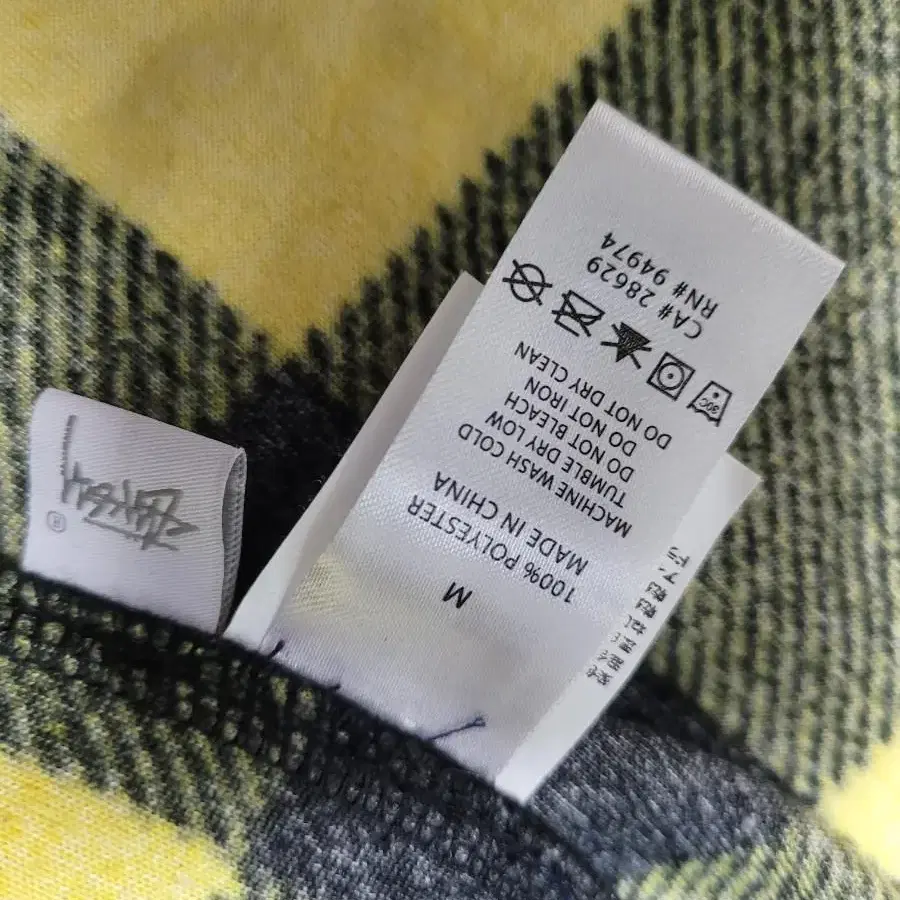 M
100% POLYESTER
MADE IN CHINA
MACHINE WASH COLD
TUMBLE DRY LOW
DO NOT BLEACH
DO NOT IRON
DO NOT DRY CLEAN
30C
CA# 28629
RN# 94974
Stüssy
®